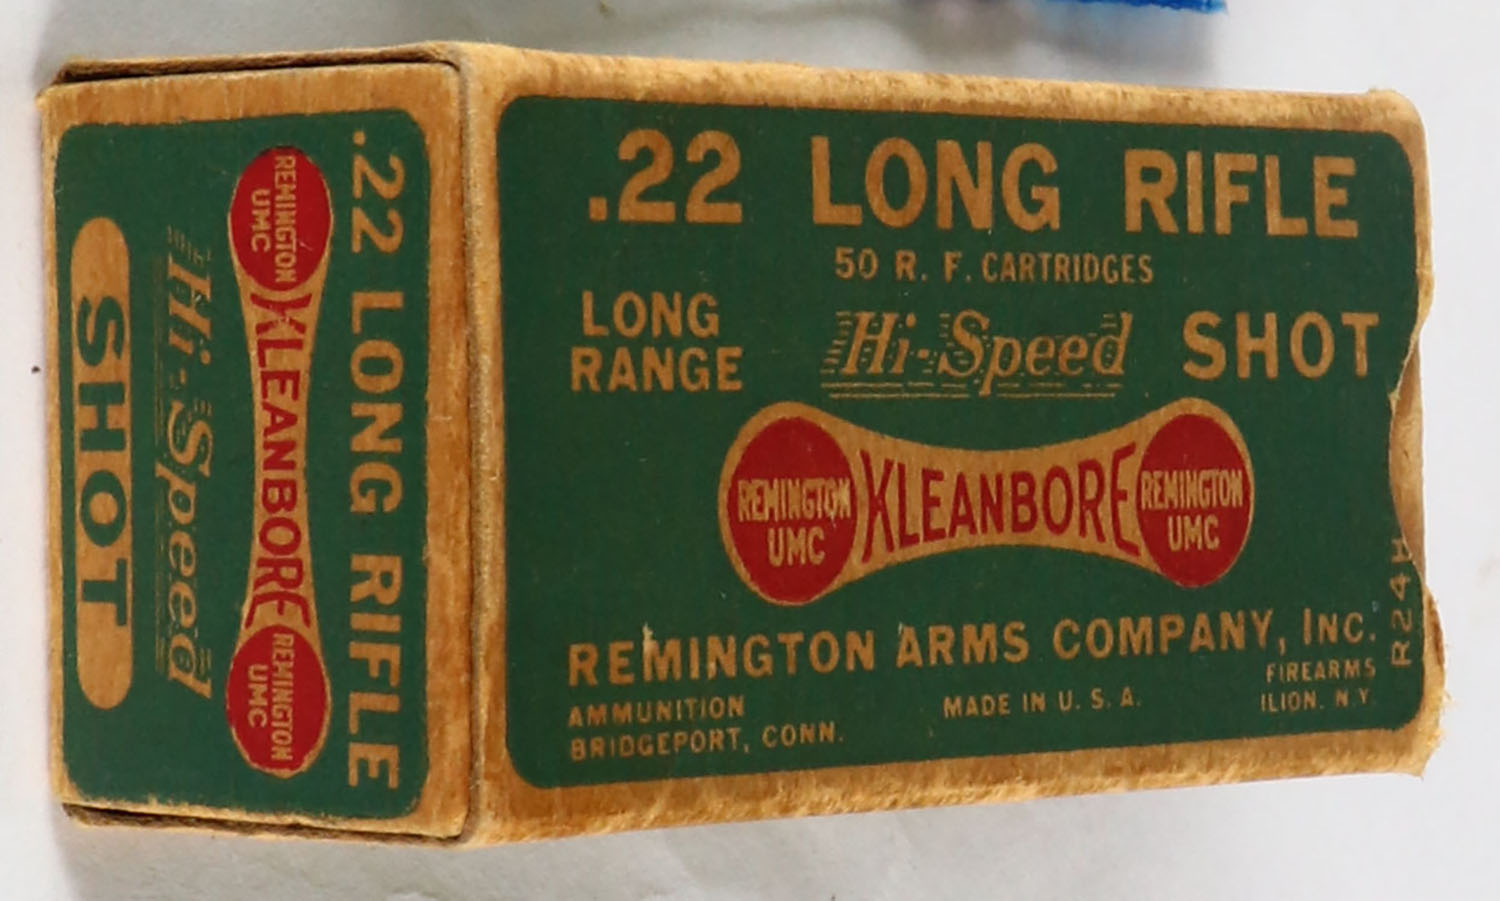 .22 LONG RIFLE
REMINGTON
UMC
KLEANBORE
REMINGTON
UMC
Hi-Speed
SHOT
.22 LONG RIFLE
50 R. F. CARTRIDGES
LONG
RANGE
Hi-Speed
SHOT
REMINGTON
UMC
KLEANBORE
REMINGTON
UMC
REMINGTON ARMS COMPANY, INC.
AMMUNITION
BRIDGEPORT, CONN.
MADE IN U. S. A.
FIREARMS
ILION. N.Y.
R24H